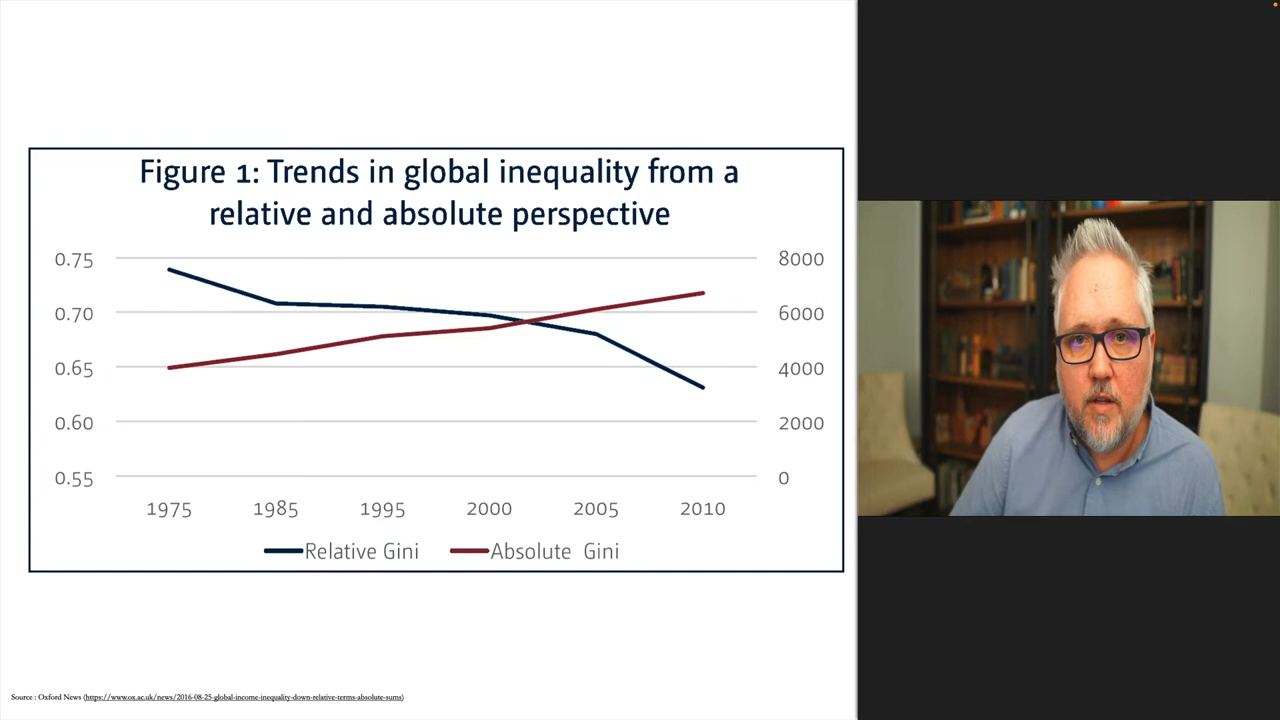 Figure 1: Trends in global inequality from a
relative and absolute perspective
0.75
8000
0.70
6000
0.65
4000
0.60
2000
0.55
0
1975 1985 1995 2000 2005 2010
Relative Gini Absolute Gini
Source : Oxford News (https://www.ox.ac.uk/news/2016-08-25-global-income-inequality-down-relative-terms-absolute-sums)